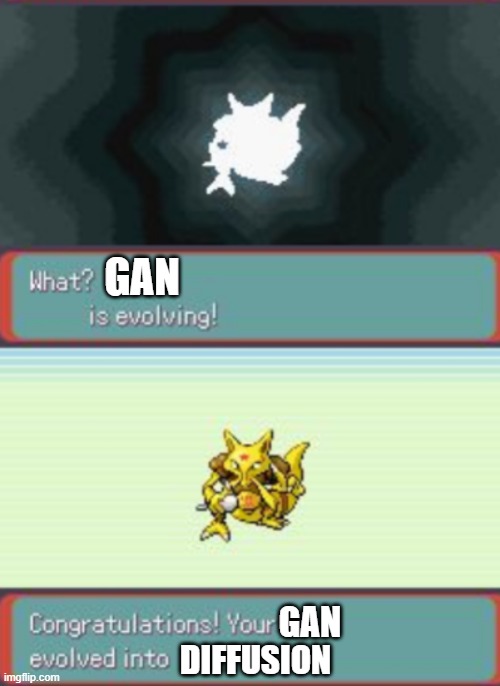 What? GAN
is evolving!
Congratulations! Your GAN
evolved into DIFFUSION
imgflip.com